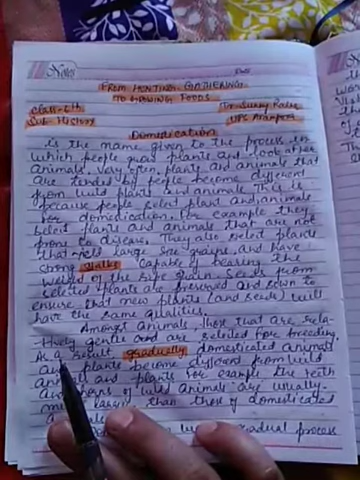 Notes
FROM HUNTING-GATHERING
TO GROWING FOODS
Class-6th
Sub-History
Domestication
is the name given to the process in
which people grow plants and look after
animals. Very often, plants and animals that
are tended by people become different
from wild plants and animals This is
because people select plant and animals
for domestication. For example they
select plants and animals that are not
prone to disease. They also select plants
that yield large size grains and have
strong stalks capable of bearing the
weight of the ripe grain. Seeds from
selected plants are preserved and sown to
ensure that new plants (and seeds) will
have the same qualities.
Amongst animals, those that are rela-
tively gentle and are selected for breeding.
As a result gradually domesticated animals
and plants become different from wild
animals and plants For example the teeth
and horns of wild animals are usually
much larger than those of domesticated
gradual process